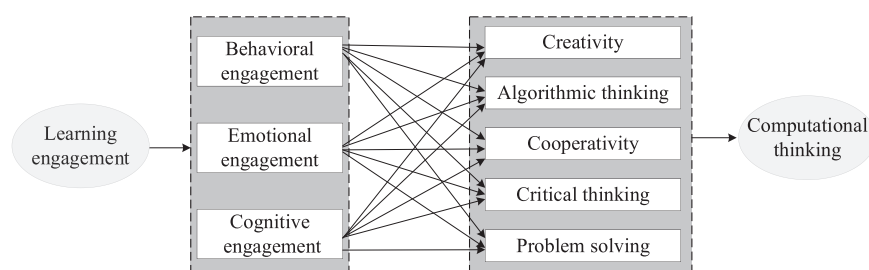 Learning
engagement
Behavioral
engagement
Emotional
engagement
Cognitive
engagement
Creativity
Algorithmic thinking
Cooperativity
Critical thinking
Problem solving
Computational
thinking